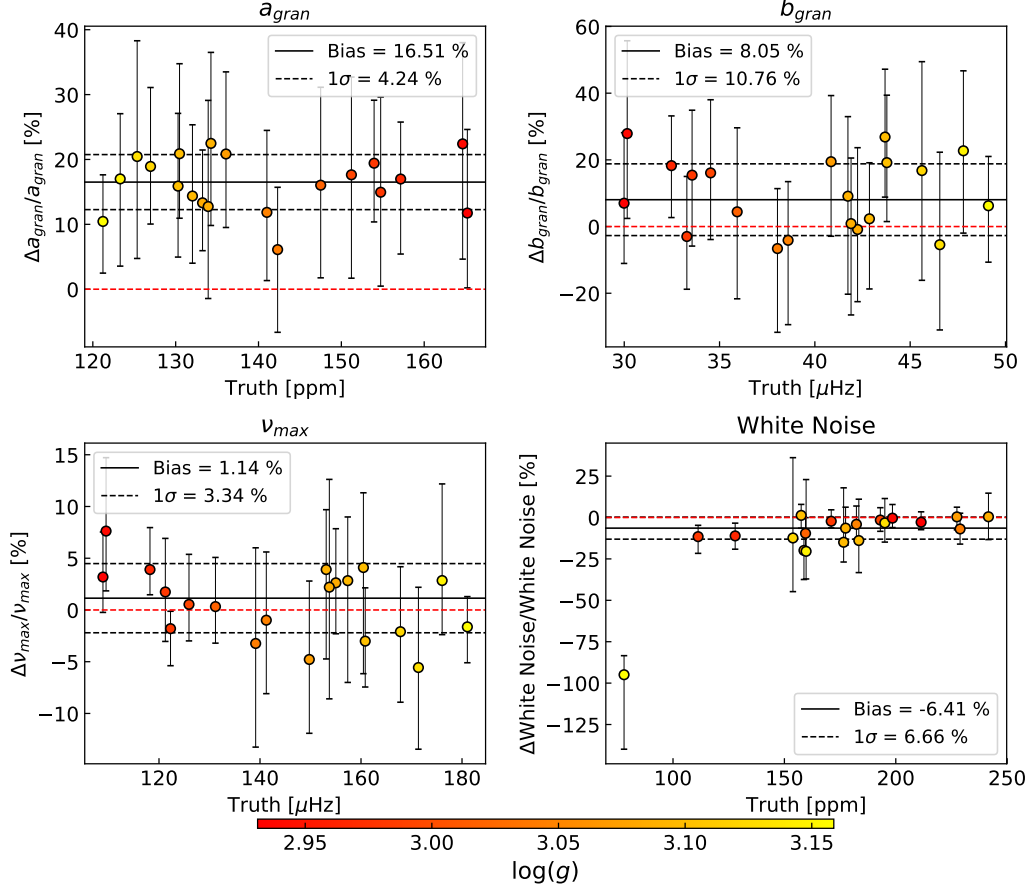 a_gran
Δa_gran/a_gran [%]
40
30
20
10
0
Bias = 16.51 %
1σ = 4.24 %
120 130 140 150 160
Truth [ppm]
b_gran
Δb_gran/b_gran [%]
60
40
20
0
−20
Bias = 8.05 %
1σ = 10.76 %
30 35 40 45 50
Truth [μHz]
ν_max
Δν_max/ν_max [%]
15
10
5
0
−5
−10
Bias = 1.14 %
1σ = 3.34 %
120 140 160 180
Truth [μHz]
White Noise
ΔWhite Noise/White Noise [%]
25
0
−25
−50
−75
−100
−125
Bias = -6.41 %
1σ = 6.66 %
100 150 200 250
Truth [ppm]
2.95 3.00 3.05 3.10 3.15
log(g)